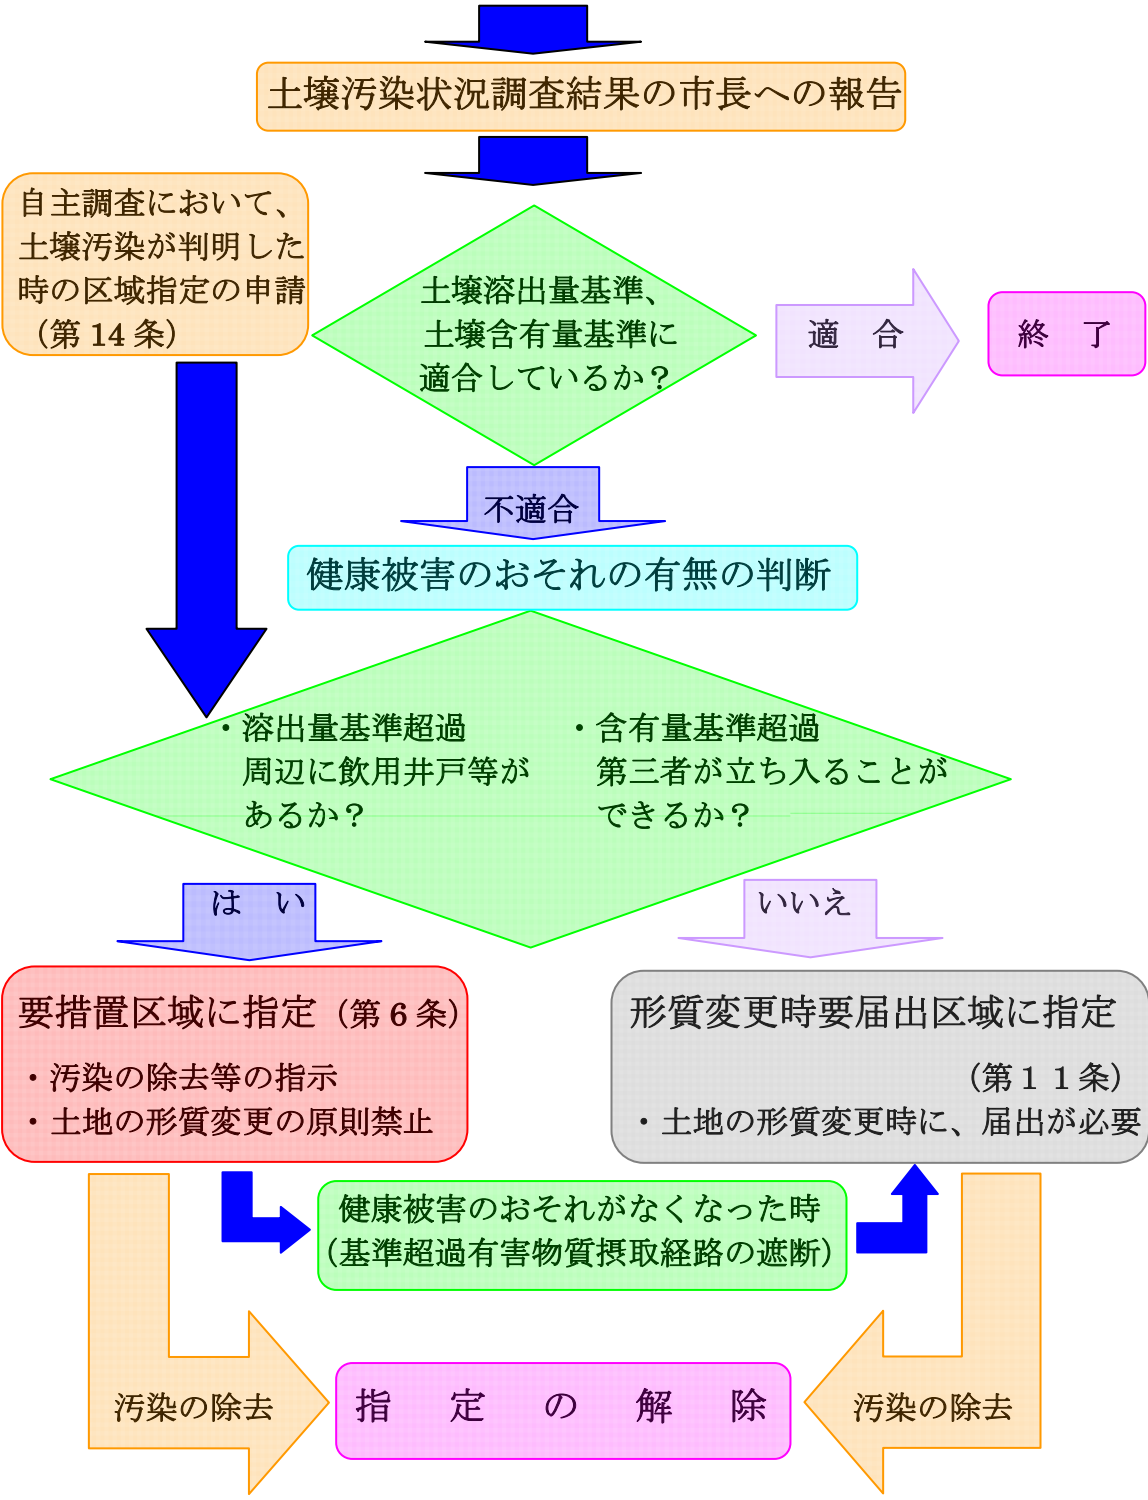 土壌汚染状況調査結果の市長への報告
自主調査において、
土壌汚染が判明した
時の区域指定の申請
（第 14 条）
土壌溶出量基準、
土壌含有量基準に
適合しているか？
適　合
終　了
不適合
健康被害のおそれの有無の判断
・溶出量基準超過
周辺に飲用井戸等が
あるか？
・含有量基準超過
第三者が立ち入ることが
できるか？
は　い
いいえ
要措置区域に指定（第 6 条）
・汚染の除去等の指示
・土地の形質変更の原則禁止
形質変更時要届出区域に指定
（第１１条）
・土地の形質変更時に、届出が必要
健康被害のおそれがなくなった時
（基準超過有害物質摂取経路の遮断）
汚染の除去
指　定　の　解　除
汚染の除去